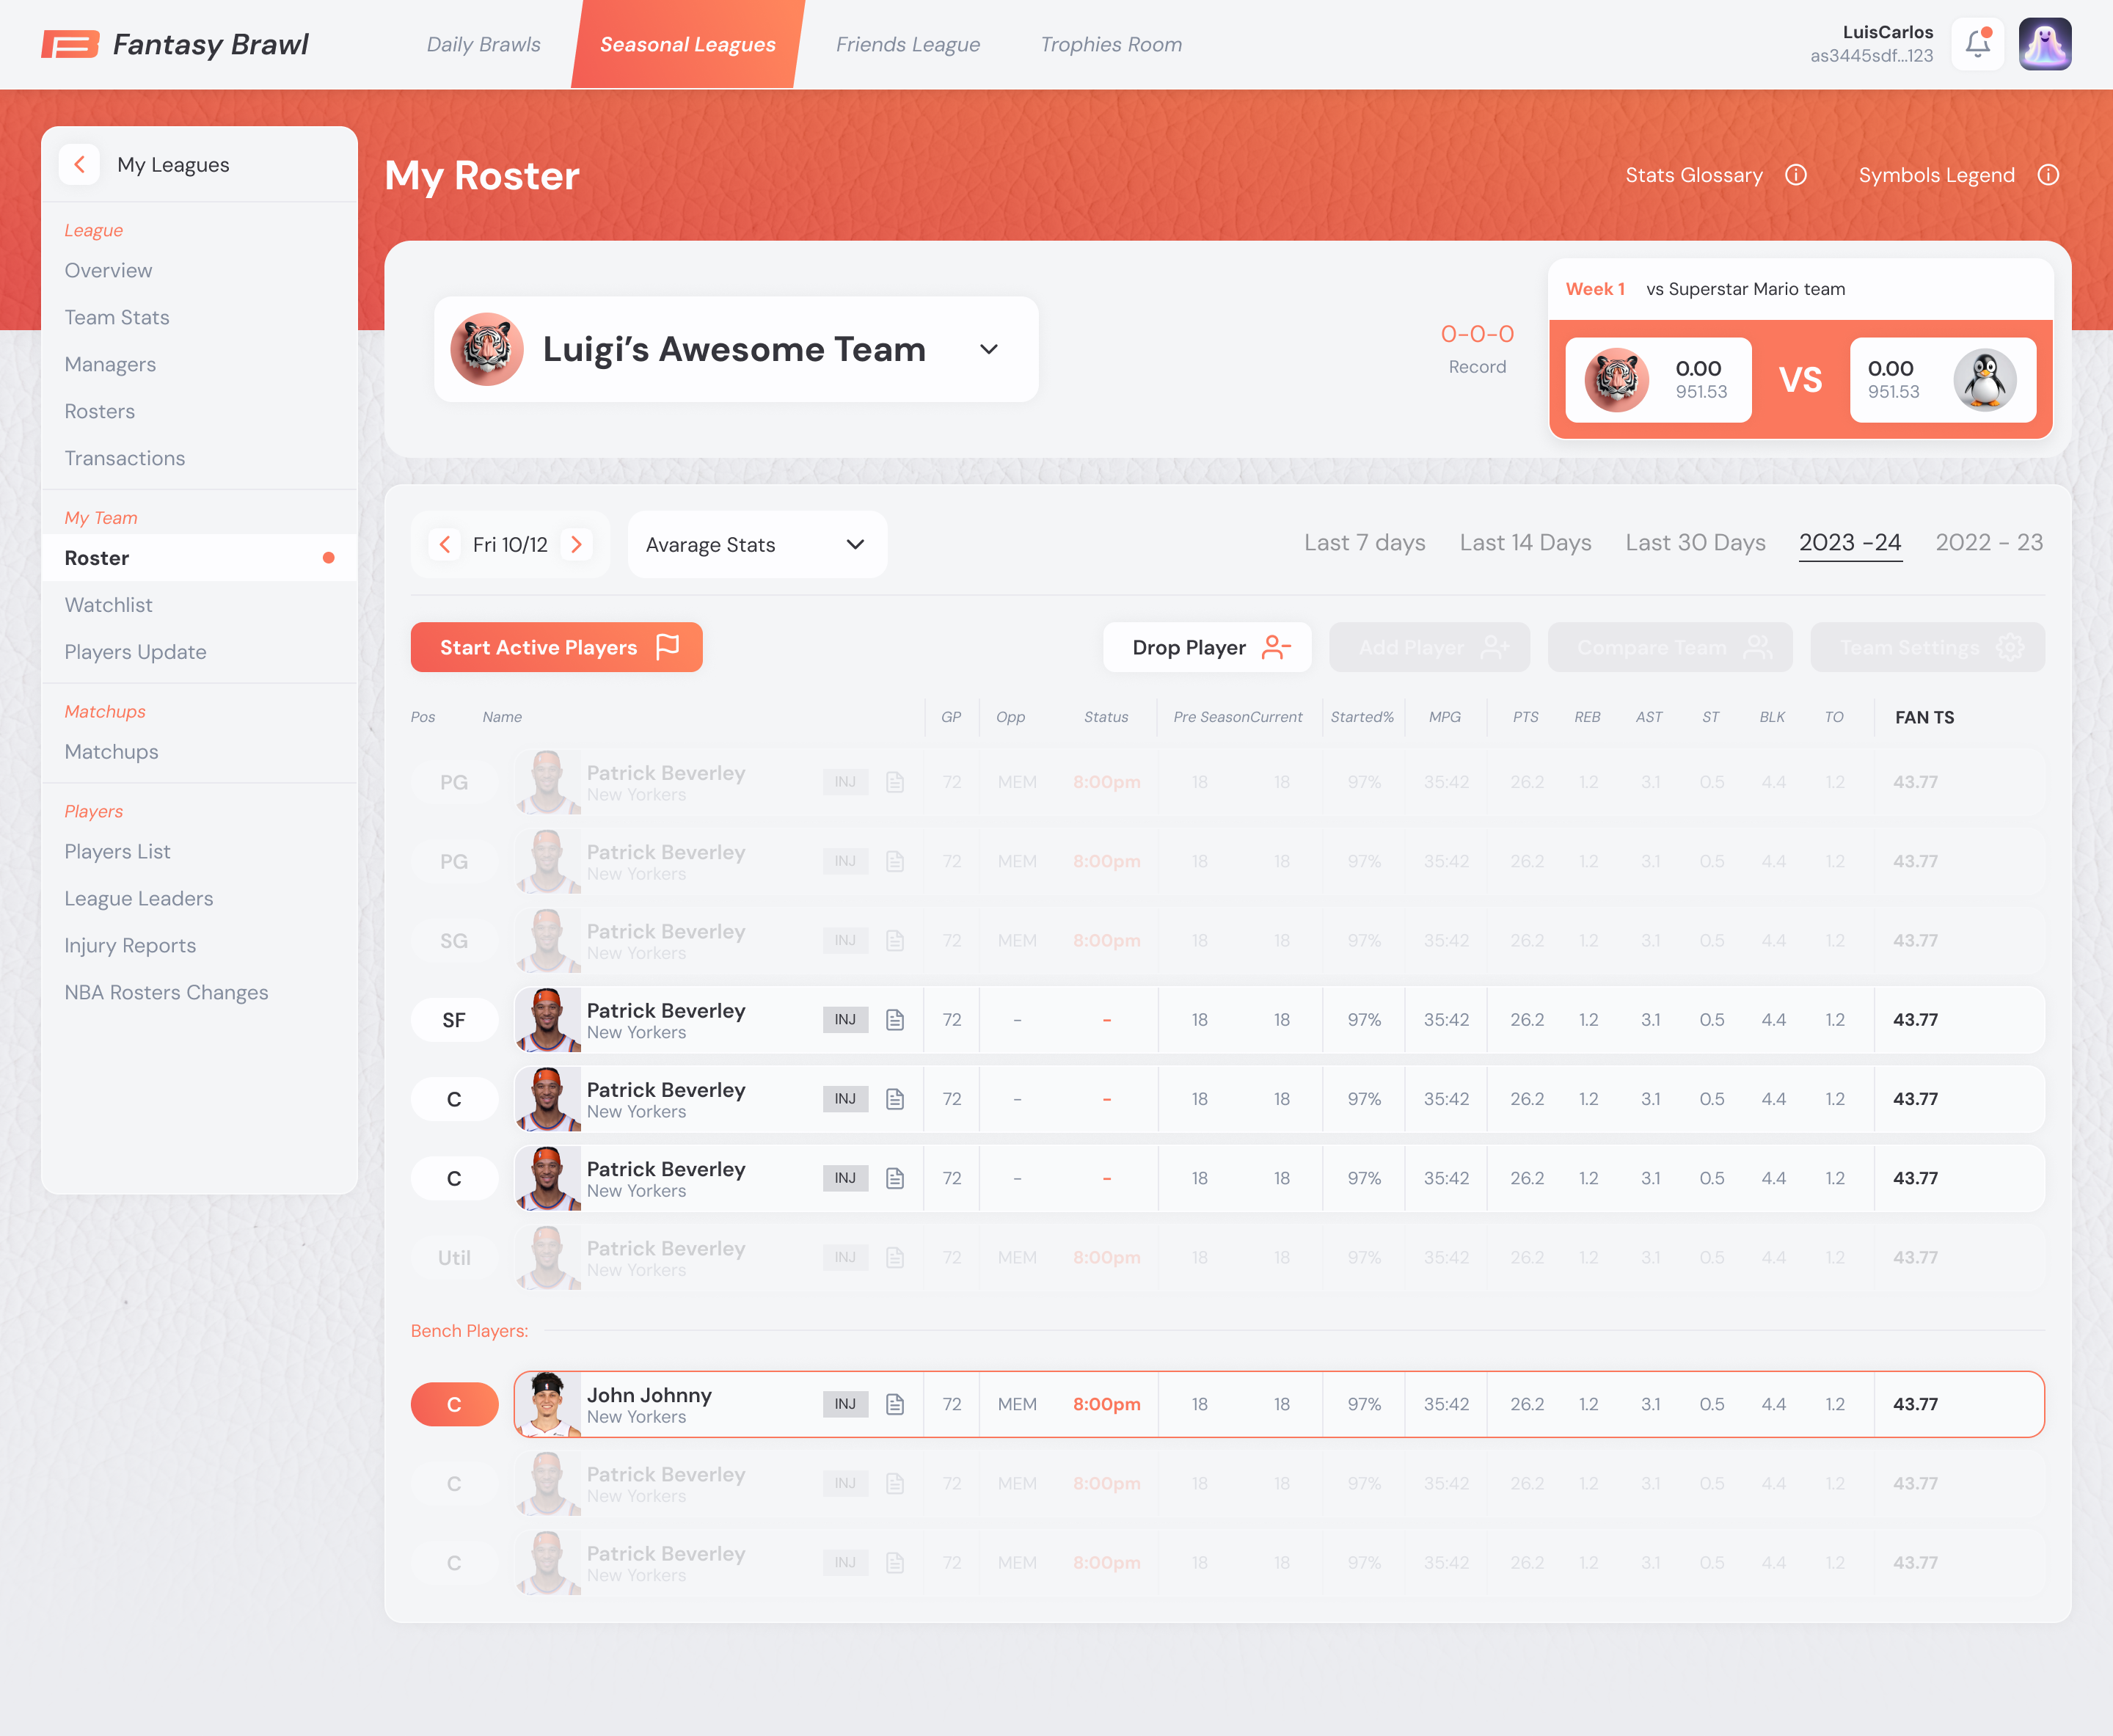 Fantasy Brawl
Daily Brawls Seasonal Leagues Friends League Trophies Room
LuisCarlos
as3445sdf...123
My Leagues
League
Overview
Team Stats
Managers
Rosters
Transactions
My Team
Roster
Watchlist
Players Update
Matchups
Matchups
Players
Players List
League Leaders
Injury Reports
NBA Rosters Changes
My Roster
Stats Glossary Symbols Legend
Luigi’s Awesome Team
0-0-0
Record
Week 1 vs Superstar Mario team
0.00
951.53
VS
0.00
951.53
Fri 10/12 Avarage Stats Last 7 days Last 14 Days Last 30 Days 2023 -24 2022 - 23
Start Active Players Drop Player Add Player Compare Team Team Settings
Pos Name GP Opp Status Pre Season Current Started% MPG PTS REB AST ST BLK TO FAN TS
PG Patrick Beverley INJ 72 MEM 8:00pm 18 18 97% 35:42 26.2 1.2 3.1 0.5 4.4 1.2 43.77
New Yorkers
PG Patrick Beverley INJ 72 MEM 8:00pm 18 18 97% 35:42 26.2 1.2 3.1 0.5 4.4 1.2 43.77
New Yorkers
SG Patrick Beverley INJ 72 MEM 8:00pm 18 18 97% 35:42 26.2 1.2 3.1 0.5 4.4 1.2 43.77
New Yorkers
SF Patrick Beverley INJ 72 - - 18 18 97% 35:42 26.2 1.2 3.1 0.5 4.4 1.2 43.77
New Yorkers
C Patrick Beverley INJ 72 - - 18 18 97% 35:42 26.2 1.2 3.1 0.5 4.4 1.2 43.77
New Yorkers
C Patrick Beverley INJ 72 - - 18 18 97% 35:42 26.2 1.2 3.1 0.5 4.4 1.2 43.77
New Yorkers
Util Patrick Beverley INJ 72 MEM 8:00pm 18 18 97% 35:42 26.2 1.2 3.1 0.5 4.4 1.2 43.77
New Yorkers
Bench Players:
C John Johnny INJ 72 MEM 8:00pm 18 18 97% 35:42 26.2 1.2 3.1 0.5 4.4 1.2 43.77
New Yorkers
C Patrick Beverley INJ 72 MEM 8:00pm 18 18 97% 35:42 26.2 1.2 3.1 0.5 4.4 1.2 43.77
New Yorkers
C Patrick Beverley INJ 72 MEM 8:00pm 18 18 97% 35:42 26.2 1.2 3.1 0.5 4.4 1.2 43.77
New Yorkers